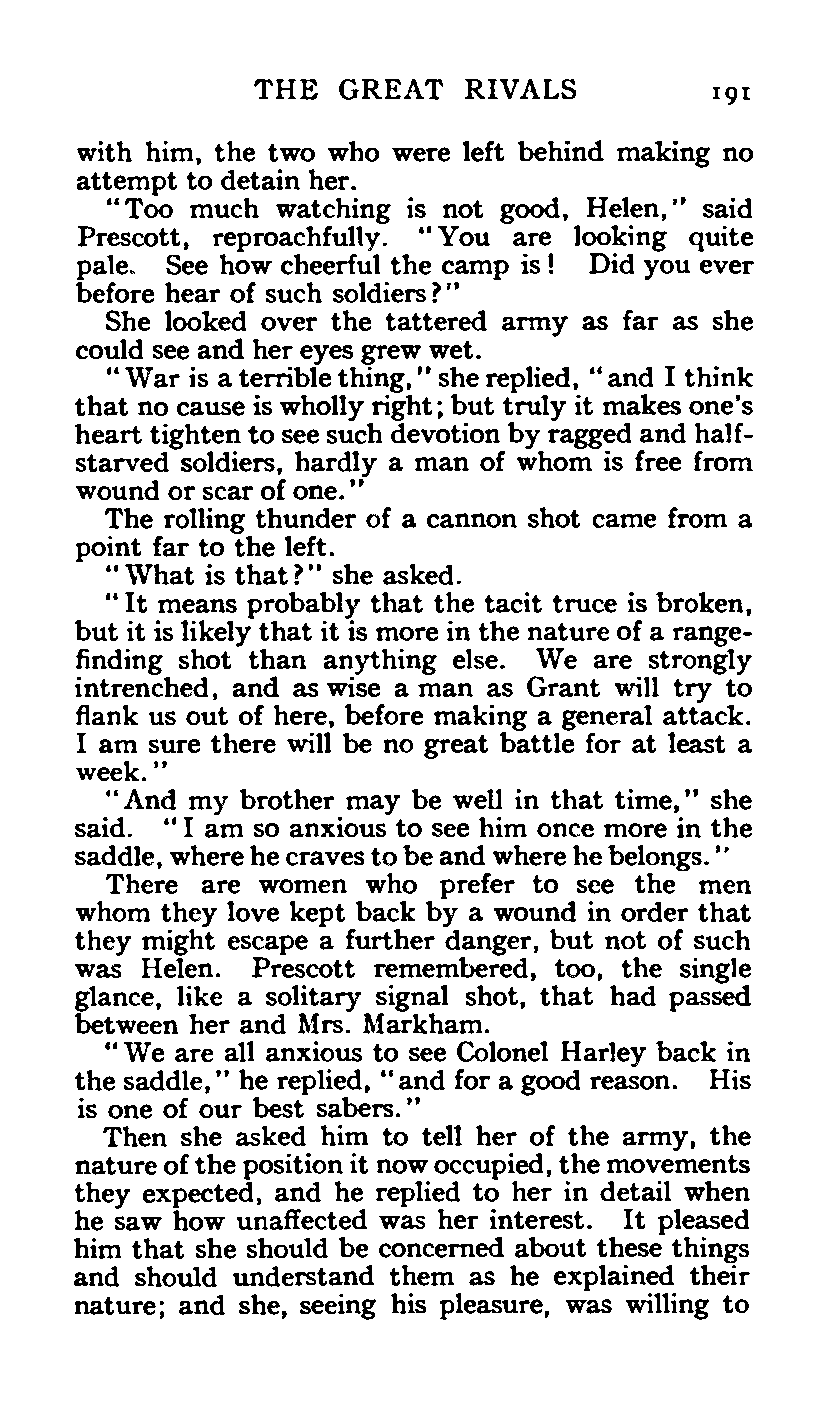 THE GREAT RIVALS 191
with him, the two who were left behind making no
attempt to detain her.
"Too much watching is not good, Helen," said
Prescott, reproachfully. "You are looking quite
pale. See how cheerful the camp is! Did you ever
before hear of such soldiers?"
She looked over the tattered army as far as she
could see and her eyes grew wet.
"War is a terrible thing," she replied, "and I think
that no cause is wholly right; but truly it makes one's
heart tighten to see such devotion by ragged and half-
starved soldiers, hardly a man of whom is free from
wound or scar of one."
The rolling thunder of a cannon shot came from a
point far to the left.
"What is that?" she asked.
"It means probably that the tacit truce is broken,
but it is likely that it is more in the nature of a range-
finding shot than anything else. We are strongly
intrenched, and as wise a man as Grant will try to
flank us out of here, before making a general attack.
I am sure there will be no great battle for at least a
week."
"And my brother may be well in that time," she
said. "I am so anxious to see him once more in the
saddle, where he craves to be and where he belongs."
There are women who prefer to see the men
whom they love kept back by a wound in order that
they might escape a further danger, but not of such
was Helen. Prescott remembered, too, the single
glance, like a solitary signal shot, that had passed
between her and Mrs. Markham.
"We are all anxious to see Colonel Harley back in
the saddle," he replied, "and for a good reason. His
is one of our best sabers."
Then she asked him to tell her of the army, the
nature of the position it now occupied, the movements
they expected, and he replied to her in detail when
he saw how unaffected was her interest. It pleased
him that she should be concerned about these things
and should understand them as he explained their
nature; and she, seeing his pleasure, was willing to